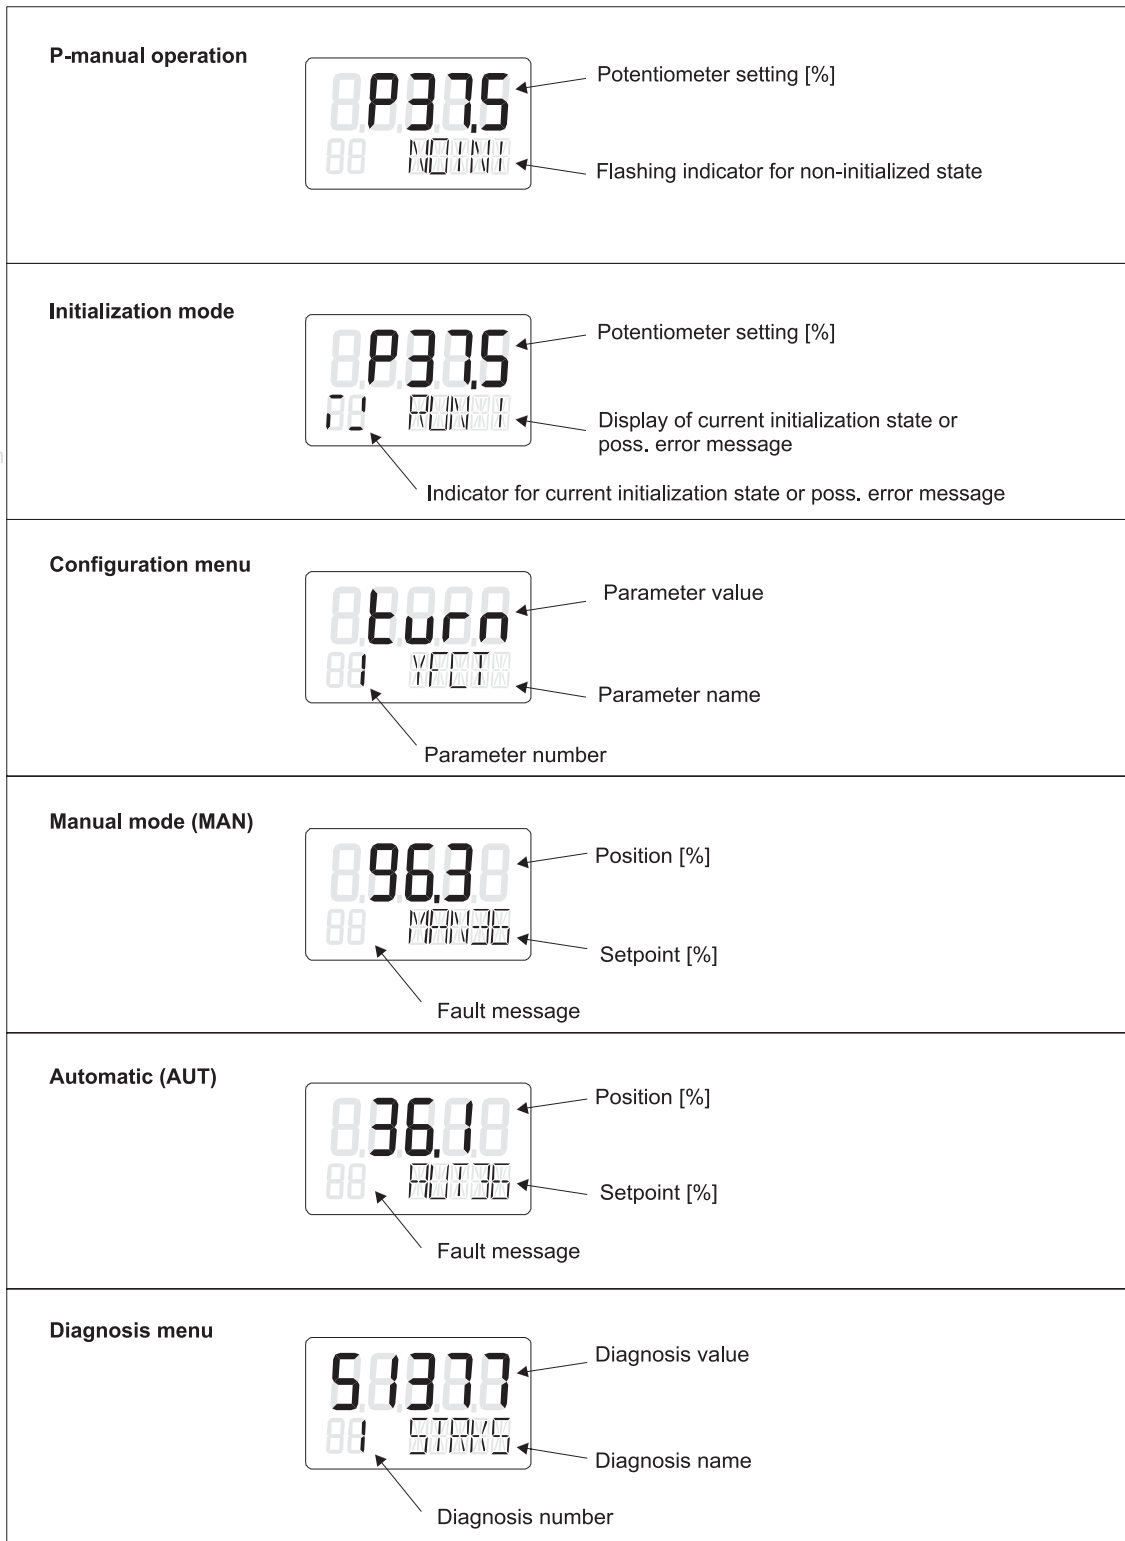 P-manual operation
P37,5
Potentiometer setting [%]
NOINI
Flashing indicator for non-initialized state
Initialization mode
P37,5
Potentiometer setting [%]
RUN 1
Display of current initialization state or
poss. error message
Indicator for current initialization state or poss. error message
Configuration menu
turn
Parameter value
1 YFCT
Parameter name
Parameter number
Manual mode (MAN)
96.3
Position [%]
MAN36
Setpoint [%]
Fault message
Automatic (AUT)
36.1
Position [%]
AUT36
Setpoint [%]
Fault message
Diagnosis menu
51377
Diagnosis value
1 STRKS
Diagnosis name
Diagnosis number